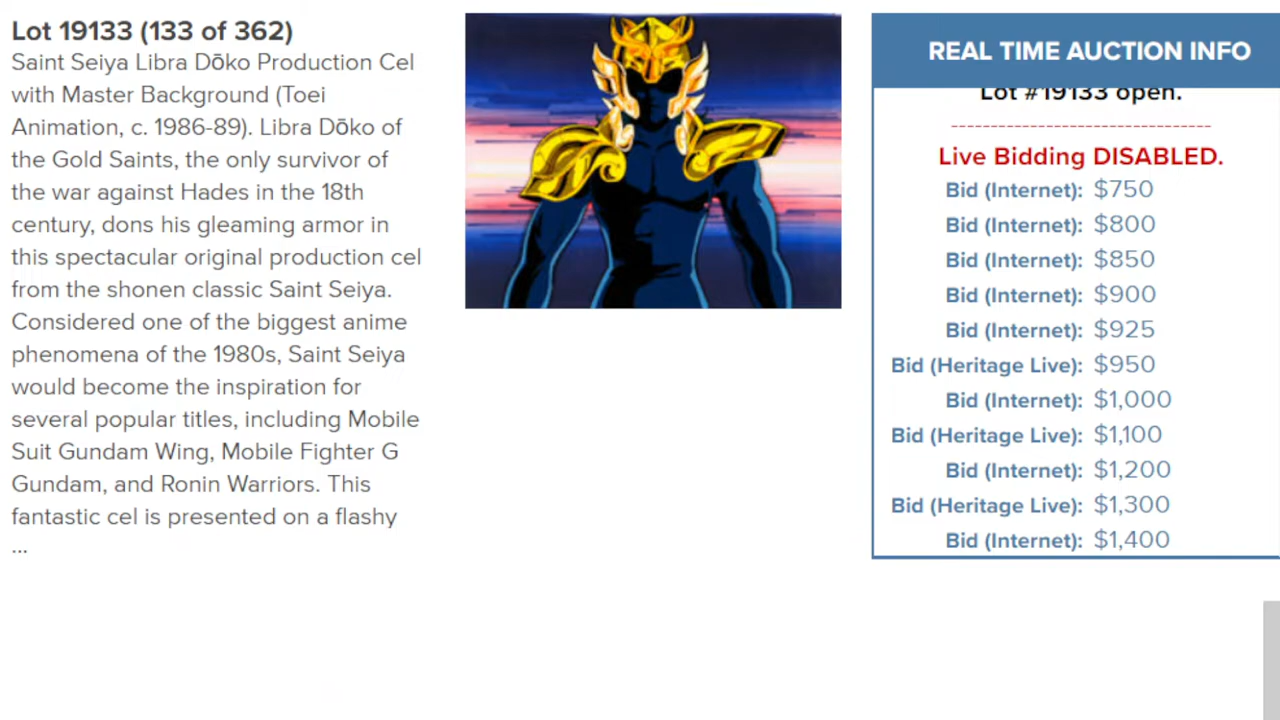 Lot 19133 (133 of 362)
Saint Seiya Libra Dōko Production Cel
with Master Background (Toei
Animation, c. 1986-89). Libra Dōko of
the Gold Saints, the only survivor of
the war against Hades in the 18th
century, dons his gleaming armor in
this spectacular original production cel
from the shonen classic Saint Seiya.
Considered one of the biggest anime
phenomena of the 1980s, Saint Seiya
would become the inspiration for
several popular titles, including Mobile
Suit Gundam Wing, Mobile Fighter G
Gundam, and Ronin Warriors. This
fantastic cel is presented on a flashy
...
REAL TIME AUCTION INFO
Lot #19133 open.
--------------------------------
Live Bidding DISABLED.
Bid (Internet): $750
Bid (Internet): $800
Bid (Internet): $850
Bid (Internet): $900
Bid (Internet): $925
Bid (Heritage Live): $950
Bid (Internet): $1,000
Bid (Heritage Live): $1,100
Bid (Internet): $1,200
Bid (Heritage Live): $1,300
Bid (Internet): $1,400